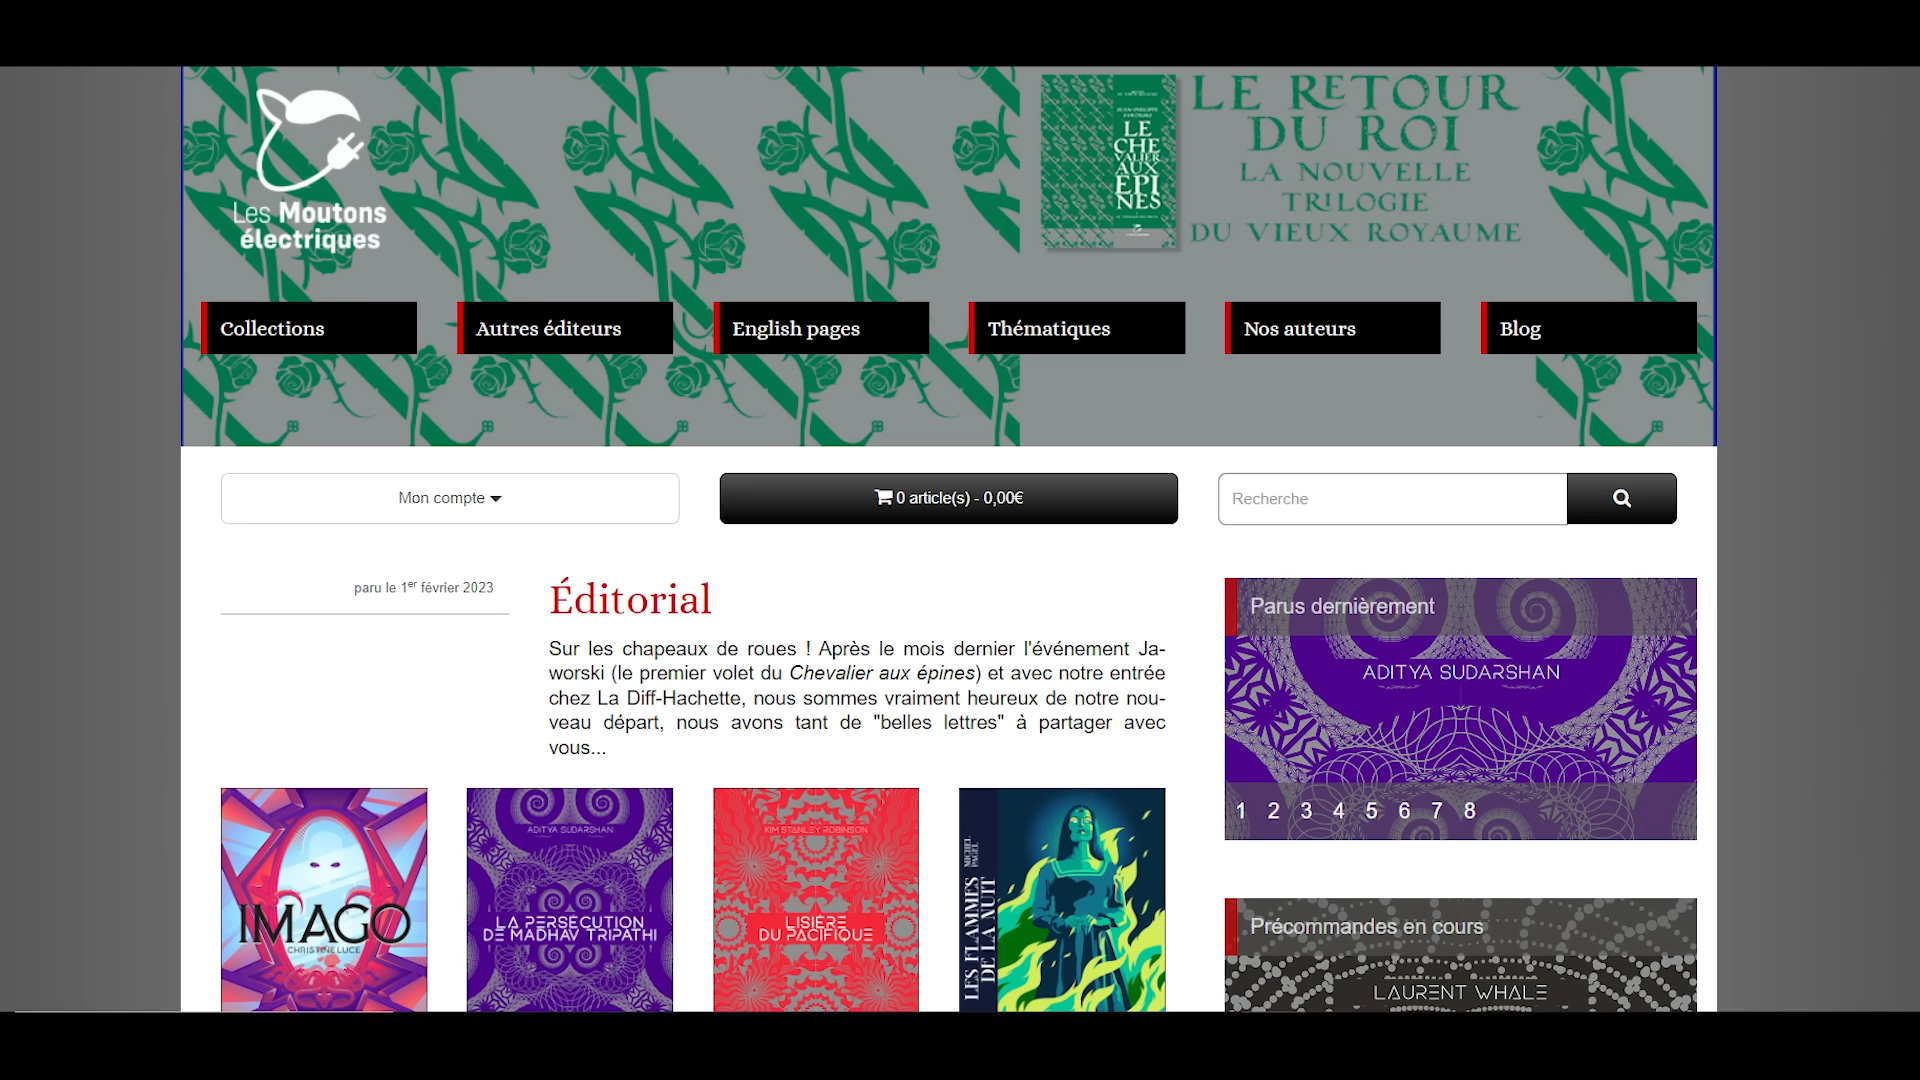 Les Moutons
électriques
JEAN-PHILIPPE
JAWORSKI
LE
CHE
VALIER
AUX
ÉPI
NES
LE RETOUR
DU ROI
LA NOUVELLE
TRILOGIE
DU VIEUX ROYAUME
Collections
Autres éditeurs
English pages
Thématiques
Nos auteurs
Blog
Mon compte
0 article(s) - 0,00€
Recherche
paru le 1er février 2023
Éditorial
Sur les chapeaux de roues ! Après le mois dernier l'événement Ja-
worski (le premier volet du Chevalier aux épines) et avec notre entrée
chez La Diff-Hachette, nous sommes vraiment heureux de notre nou-
veau départ, nous avons tant de "belles lettres" à partager avec
vous...
IMAGO
CHRISTINE LUCE
ADITYA SUDARSHAN
LA PERSÉCUTION
DE MADHAV TRIPATHI
KIM STANLEY ROBINSON
LISIÈRE
DU PACIFIQUE
MICHEL
PAGEL
LES FLAMMES
DE LA NUIT
Parus dernièrement
ADITYA SUDARSHAN
1 2 3 4 5 6 7 8
Précommandes en cours
LAURENT WHALE